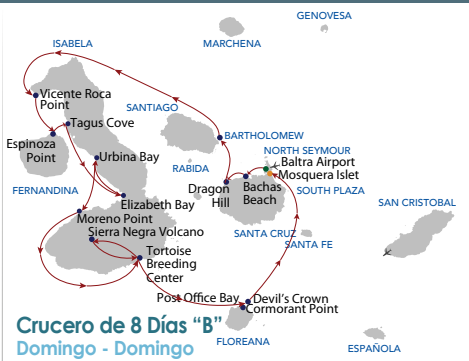 GENOVESA
ISABELA
MARCHENA
Vicente Roca
Point
SANTIAGO
Tagus Cove
BARTHOLOMEW
Espinoza
Point
NORTH SEYMOUR
Urbina Bay
Baltra Airport
RABIDA
Mosquera Islet
FERNANDINA
Dragon
Hill
Bachas
Beach
SOUTH PLAZA
Elizabeth Bay
SAN CRISTOBAL
Moreno Point
Sierra Negra Volcano
SANTA CRUZ
SANTA FE
Tortoise
Breeding
Center
Post Office Bay
Devil's Crown
Cormorant Point
Crucero de 8 Días “B”
FLOREANA
Domingo - Domingo
ESPAÑOLA